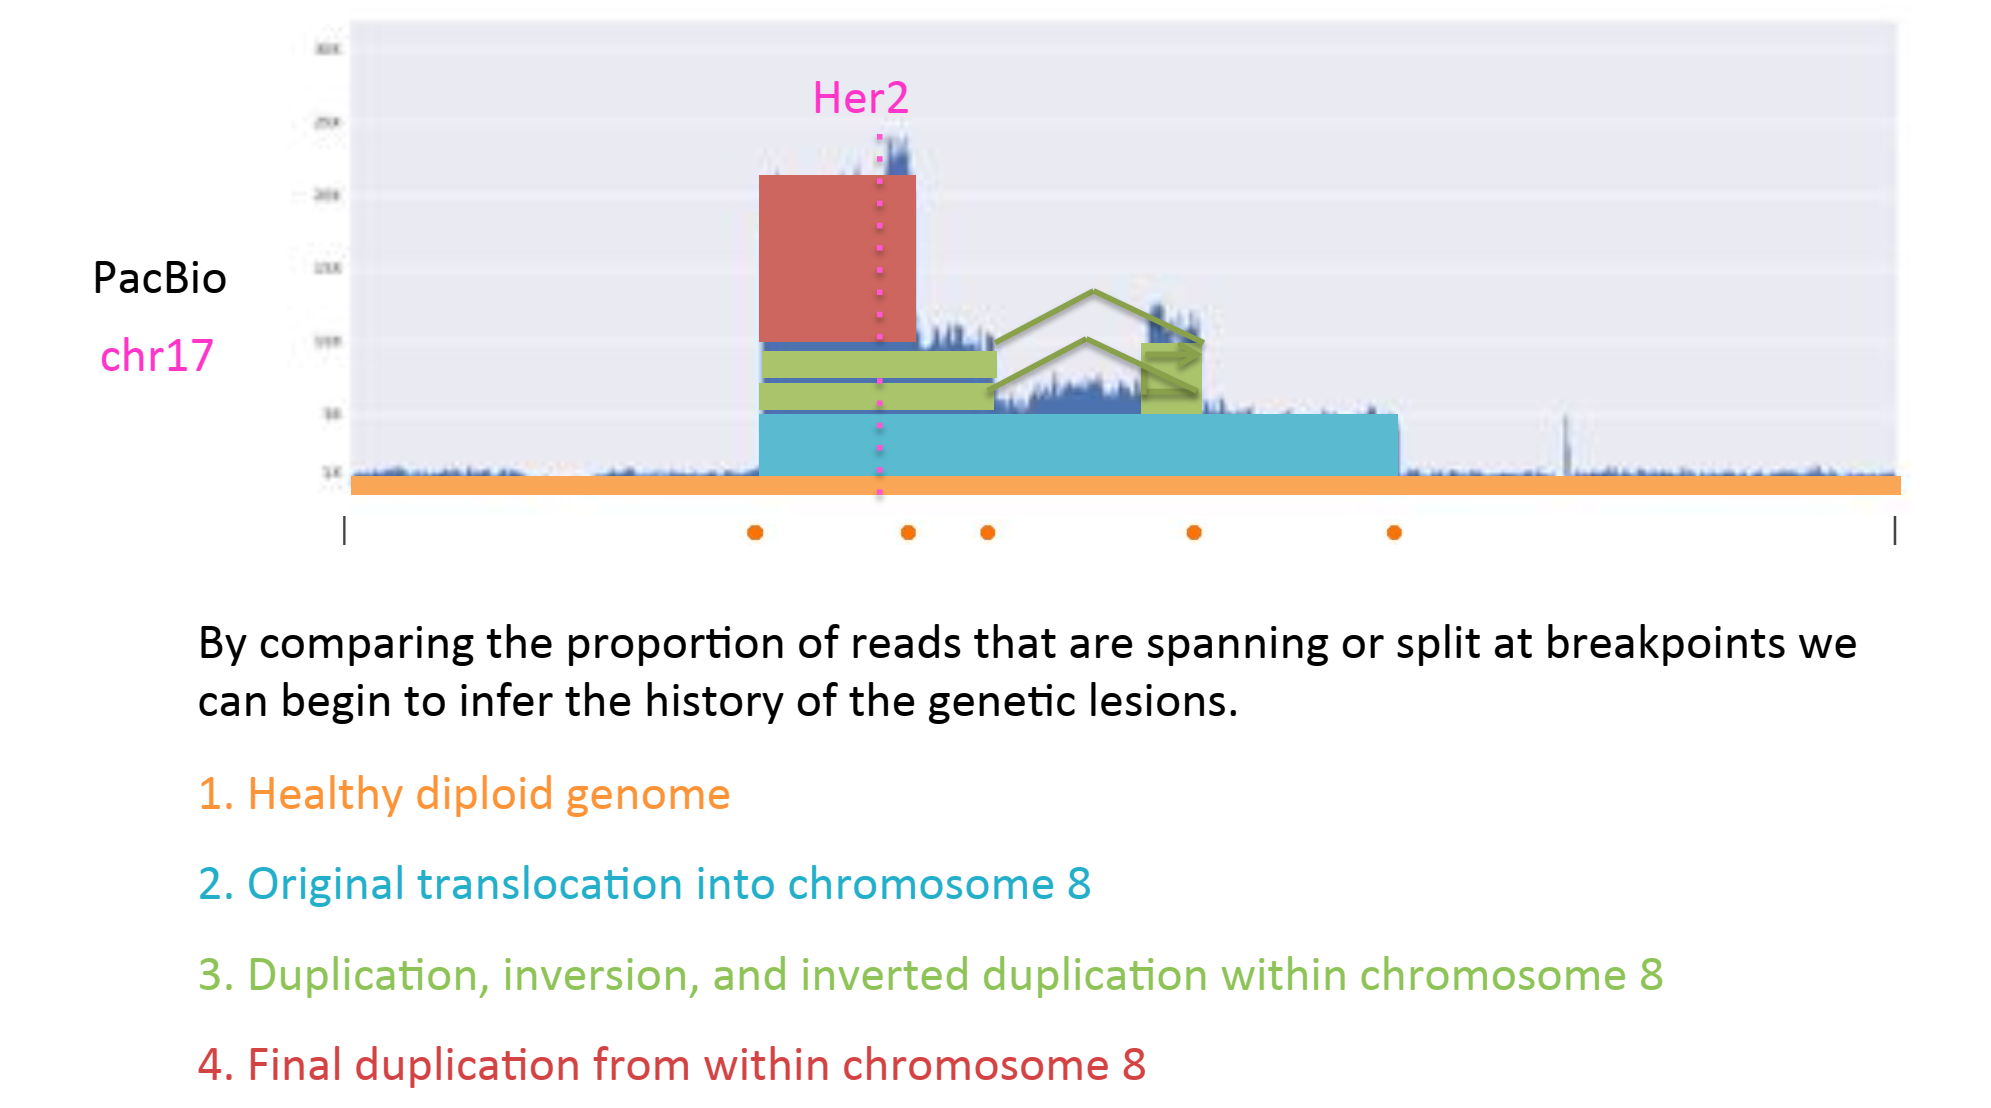 Her2
PacBio
chr17
By comparing the proportion of reads that are spanning or split at breakpoints we
can begin to infer the history of the genetic lesions.
1. Healthy diploid genome
2. Original translocation into chromosome 8
3. Duplication, inversion, and inverted duplication within chromosome 8
4. Final duplication from within chromosome 8